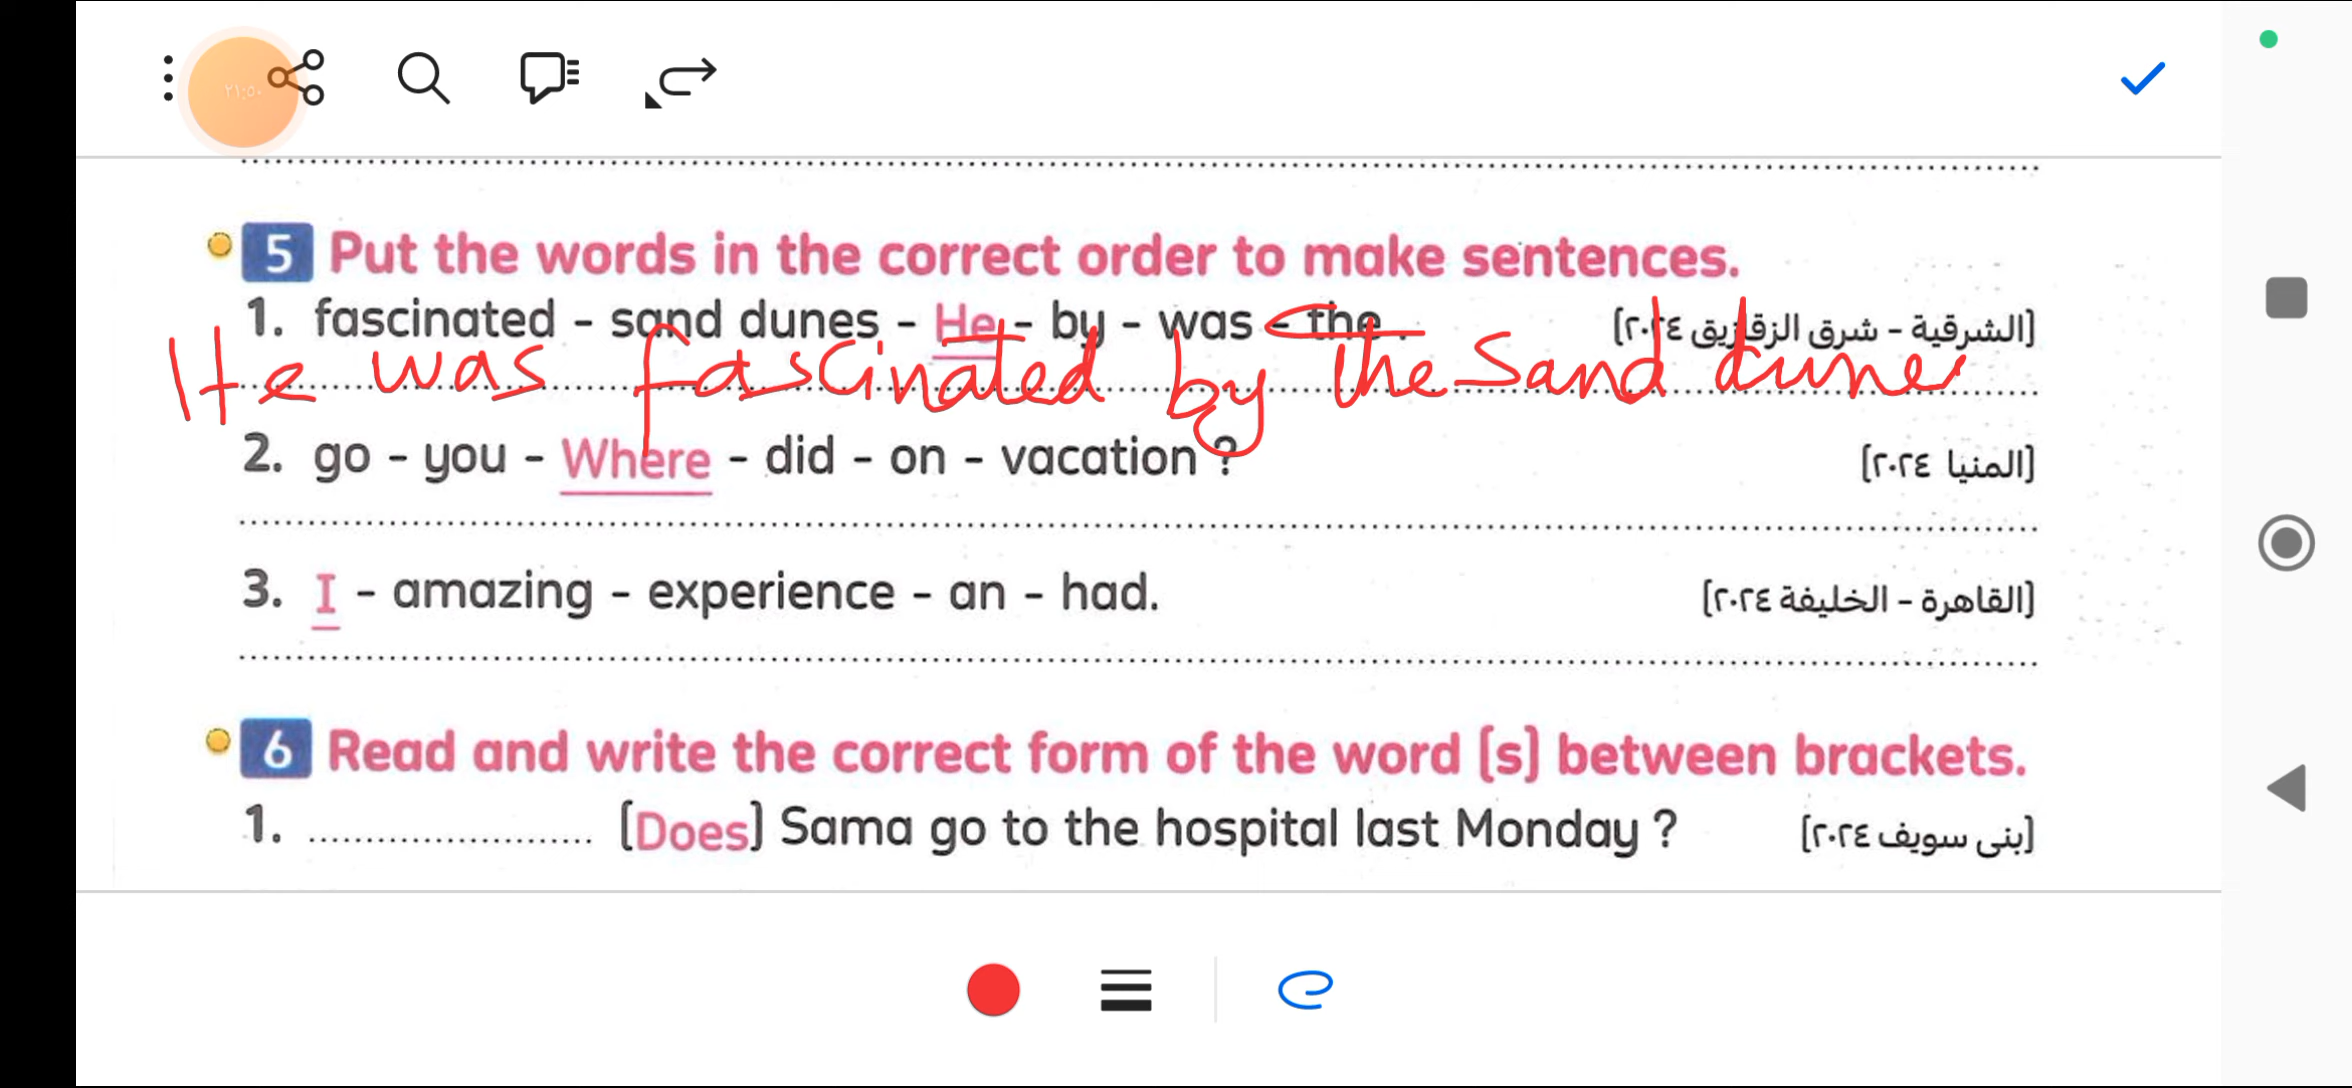 ٢١:٥٠
5 Put the words in the correct order to make sentences.
1. fascinated - sand dunes - He - by - was - the . [الشرقية - شرق الزقازيق ٢٠٢٤]
He was fascinated by the sand dunes
2. go - you - Where - did - on - vacation ? [المنيا ٢٠٢٤]
3. I - amazing - experience - an - had. [القاهرة - الخليفة ٢٠٢٤]
6 Read and write the correct form of the word (s) between brackets.
1. ........................ (Does) Sama go to the hospital last Monday ? [بنى سويف ٢٠٢٤]